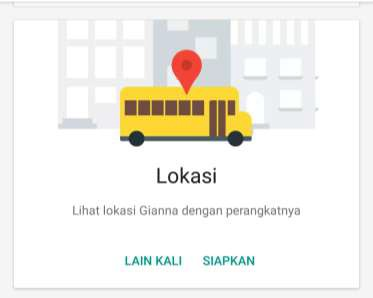 Lokasi
Lihat lokasi Gianna dengan perangkatnya
LAIN KALI SIAPKAN